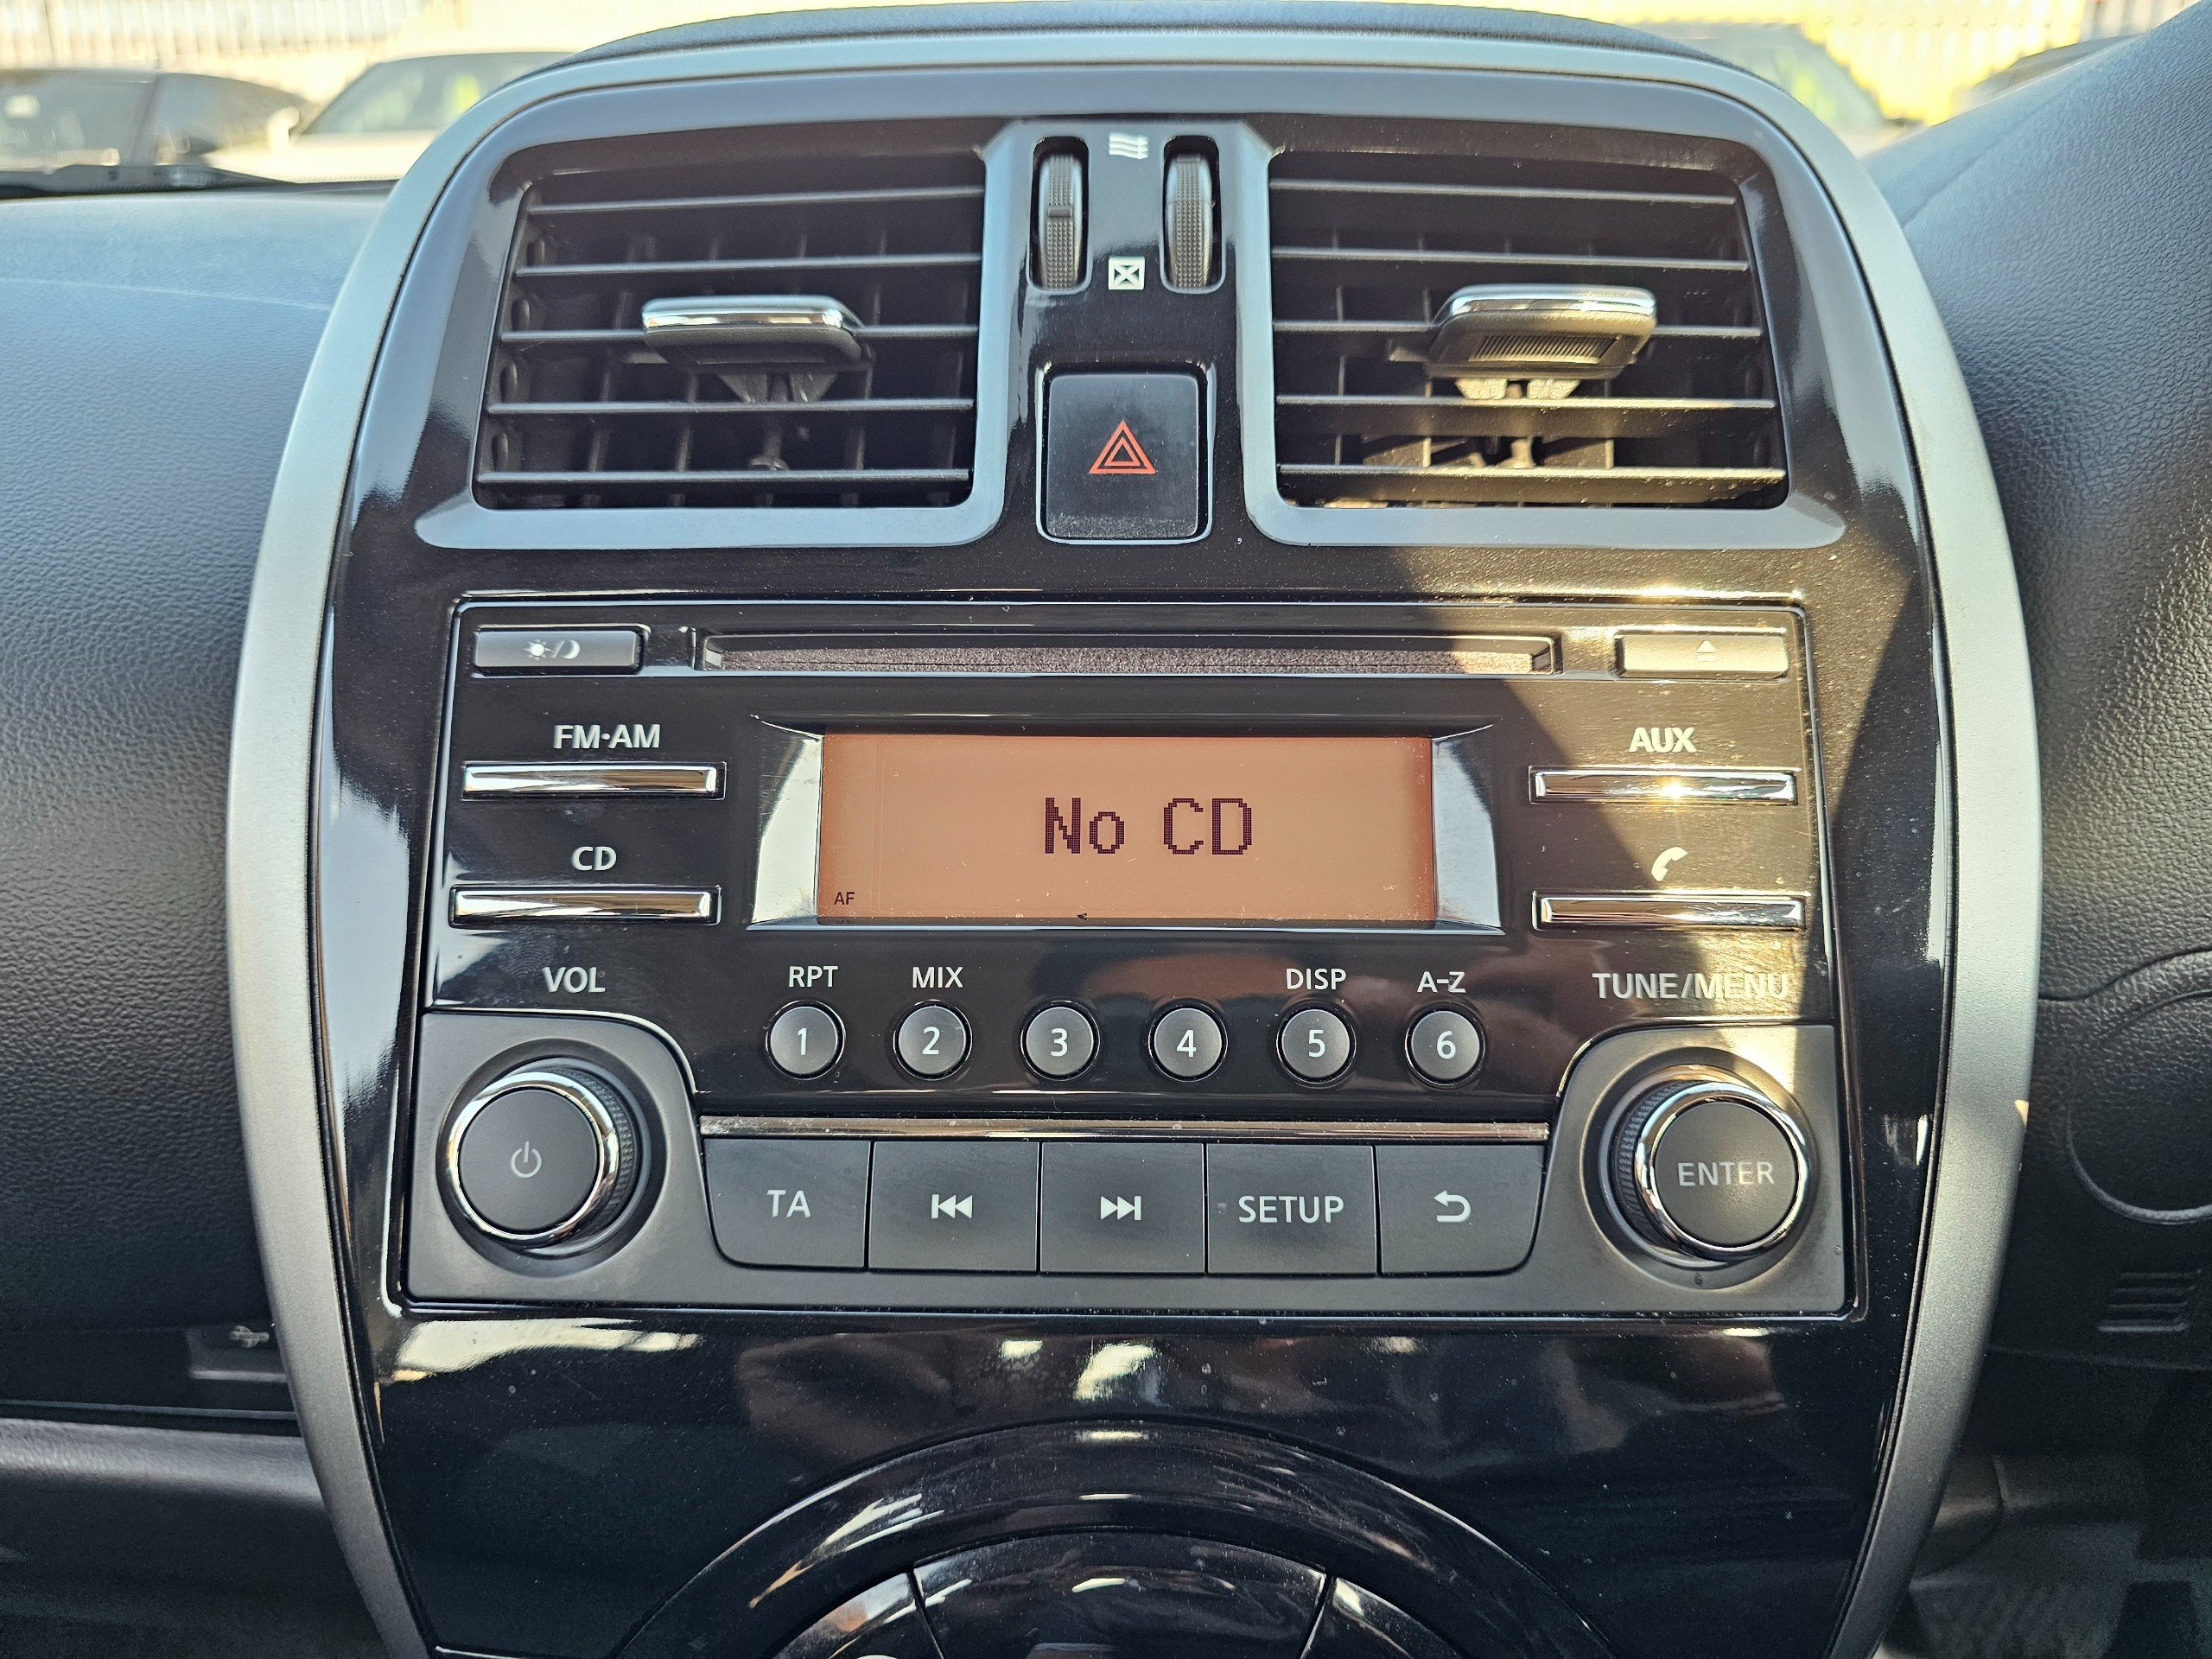 FM·AM
AUX
CD
No CD
AF
VOL
RPT
MIX
DISP
A-Z
TUNE/MENU
1
2
3
4
5
6
TA
SETUP
ENTER